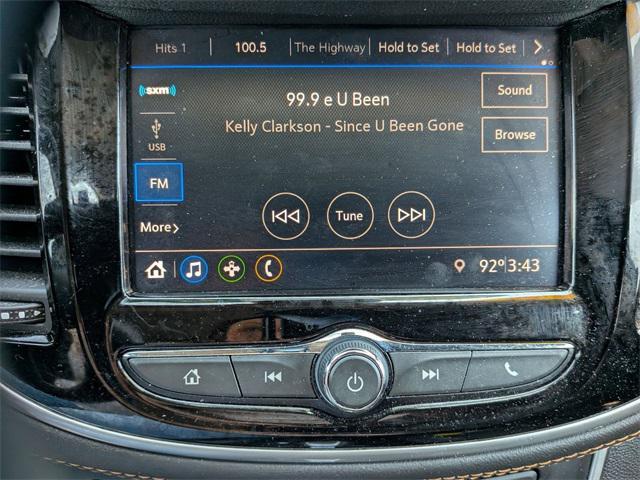 Hits 1 100.5 The Highway Hold to Set Hold to Set
sxm
99.9 e U Been
Sound
Kelly Clarkson - Since U Been Gone
Browse
USB
FM
Tune
More
92° 3:43